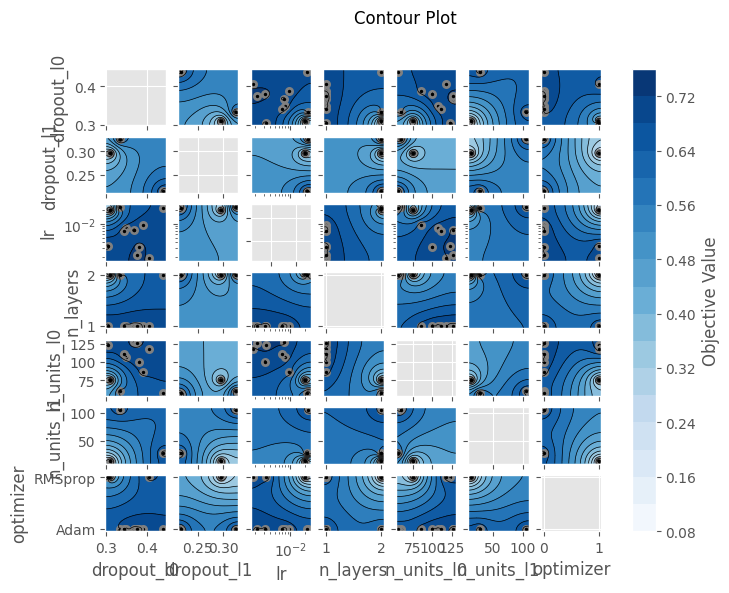 Contour Plot
0.4
0.3
dropout_l0
0.30
0.25
dropout_l1
10⁻²
lr
2
1
n_layers
125
100
75
n_units_l0
100
50
n_units_l1
RMSprop
Adam
optimizer
0.3 0.4 0.25 0.30 10⁻² 1 2 75 100 125 50 100 0 1
dropout_l0 dropout_l1 lr n_layers n_units_l0 n_units_l1 optimizer
0.72
0.64
0.56
0.48
0.40
0.32
0.24
0.16
0.08
Objective Value